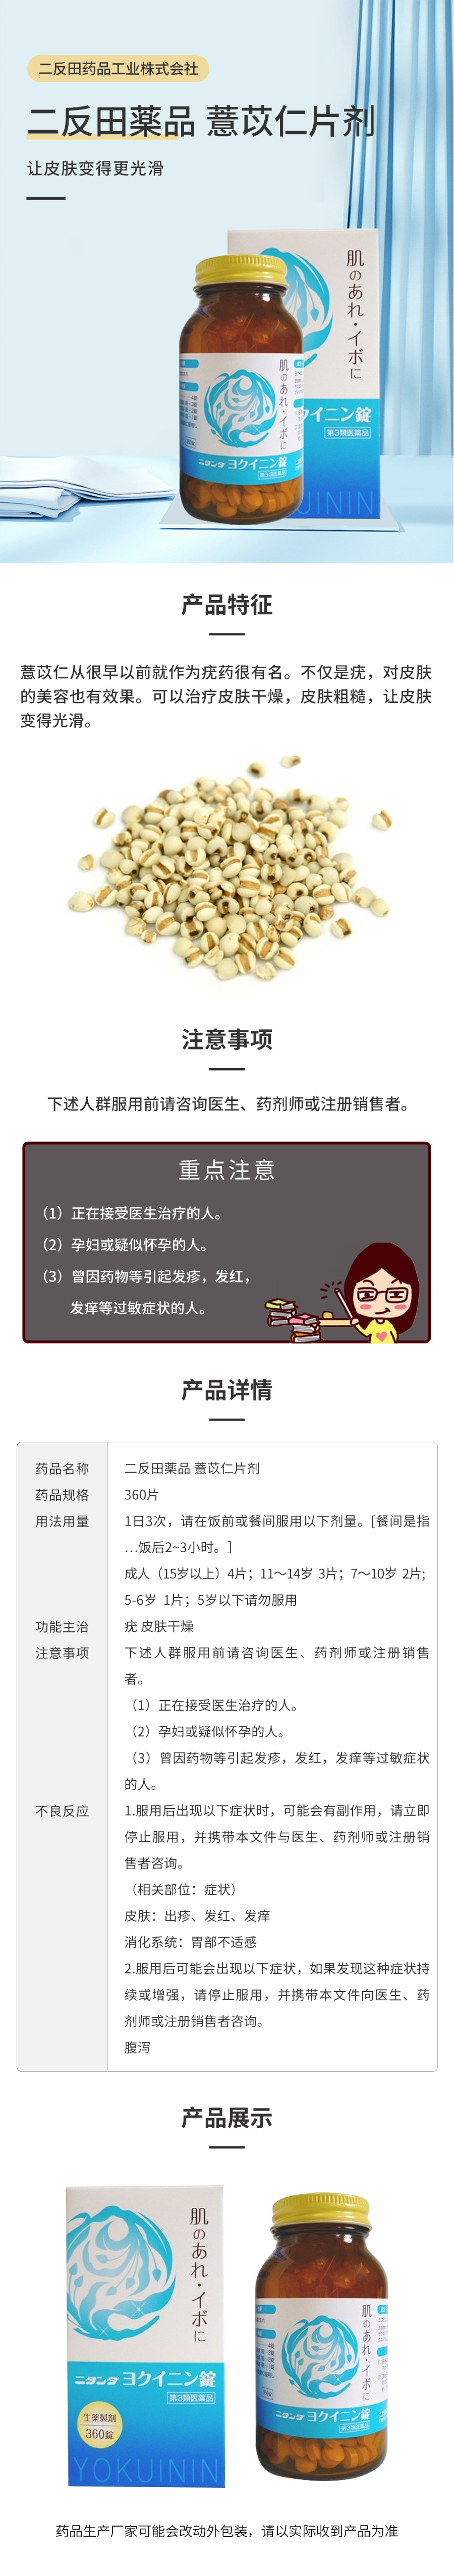 二反田药品工业株式会社
二反田薬品 薏苡仁片剂
让皮肤变得更光滑
肌のあれ・イボに
クイニン錠
第3類医薬品
UININ
肌のあれ・イボに
ニタンダ ヨクイニン錠
第3類医薬品
产品特征
薏苡仁从很早以前就作为疣药很有名。不仅是疣，对皮肤
的美容也有效果。可以治疗皮肤干燥，皮肤粗糙，让皮肤
变得光滑。
注意事项
下述人群服用前请咨询医生、药剂师或注册销售者。
重点注意
（1）正在接受医生治疗的人。
（2）孕妇或疑似怀孕的人。
（3）曾因药物等引起发疹，发红，
发痒等过敏症状的人。
产品详情
药品名称 二反田薬品 薏苡仁片剂
药品规格 360片
用法用量 1日3次，请在饭前或餐间服用以下剂量。[餐间是指
…饭后2~3小时。］
成人（15岁以上）4片；11～14岁 3片；7～10岁 2片;
5-6岁 1片；5岁以下请勿服用
功能主治 疣 皮肤干燥
注意事项 下述人群服用前请咨询医生、药剂师或注册销售
者。
（1）正在接受医生治疗的人。
（2）孕妇或疑似怀孕的人。
（3）曾因药物等引起发疹，发红，发痒等过敏症状
的人。
不良反应 1.服用后出现以下症状时，可能会有副作用，请立即
停止服用，并携带本文件与医生、药剂师或注册销
售者咨询。
（相关部位：症状）
皮肤：出疹、发红、发痒
消化系统：胃部不适感
2.服用后可能会出现以下症状，如果发现这种症状持
续或增强，请停止服用，并携带本文件向医生、药
剂师或注册销售者咨询。
腹泻
产品展示
肌のあれ・イボに
ニタンダ ヨクイニン錠
第3類医薬品
生薬製剤
360錠
YOKUININ
肌のあれ・イボに
ニタンダ ヨクイニン錠
第3類医薬品
药品生产厂家可能会改动外包装，请以实际收到产品为准